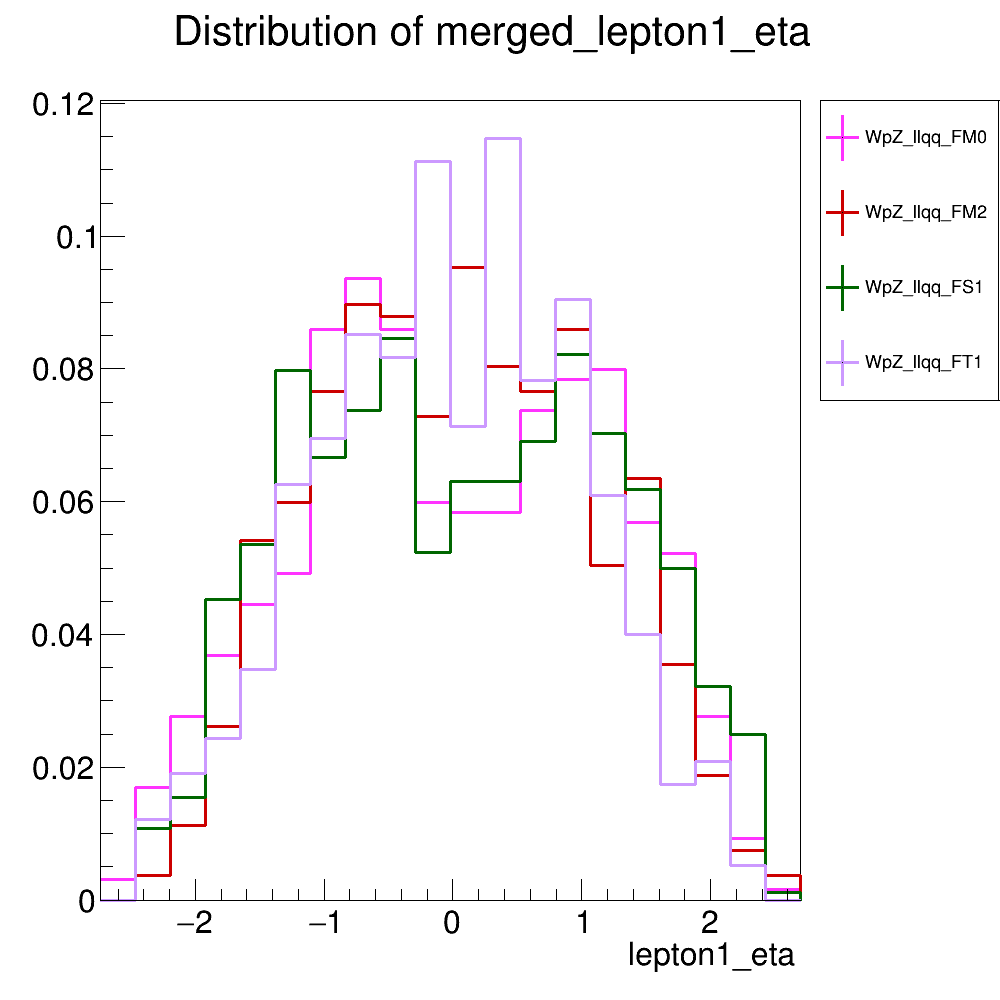 Distribution of merged_lepton1_eta
0.12
0.1
0.08
0.06
0.04
0.02
0
−2
−1
0
1
2
lepton1_eta
WpZ_llqq_FM0
WpZ_llqq_FM2
WpZ_llqq_FS1
WpZ_llqq_FT1